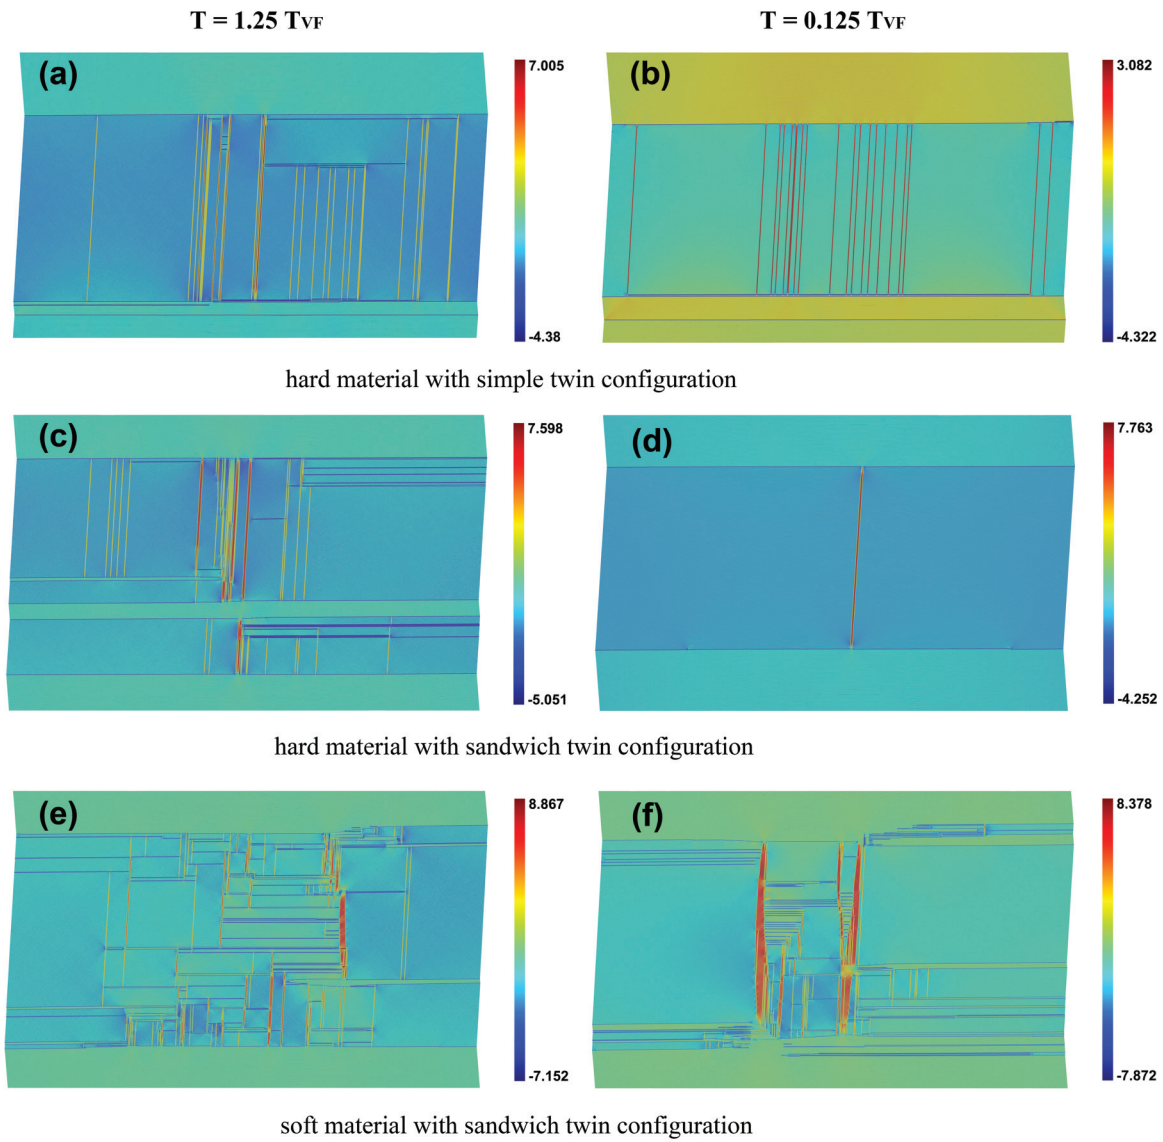 T = 1.25 TVF
T = 0.125 TVF
(a)
7.005
-4.38
(b)
3.082
-4.322
hard material with simple twin configuration
(c)
7.598
-5.051
(d)
7.763
-4.252
hard material with sandwich twin configuration
(e)
8.867
-7.152
(f)
8.378
-7.872
soft material with sandwich twin configuration